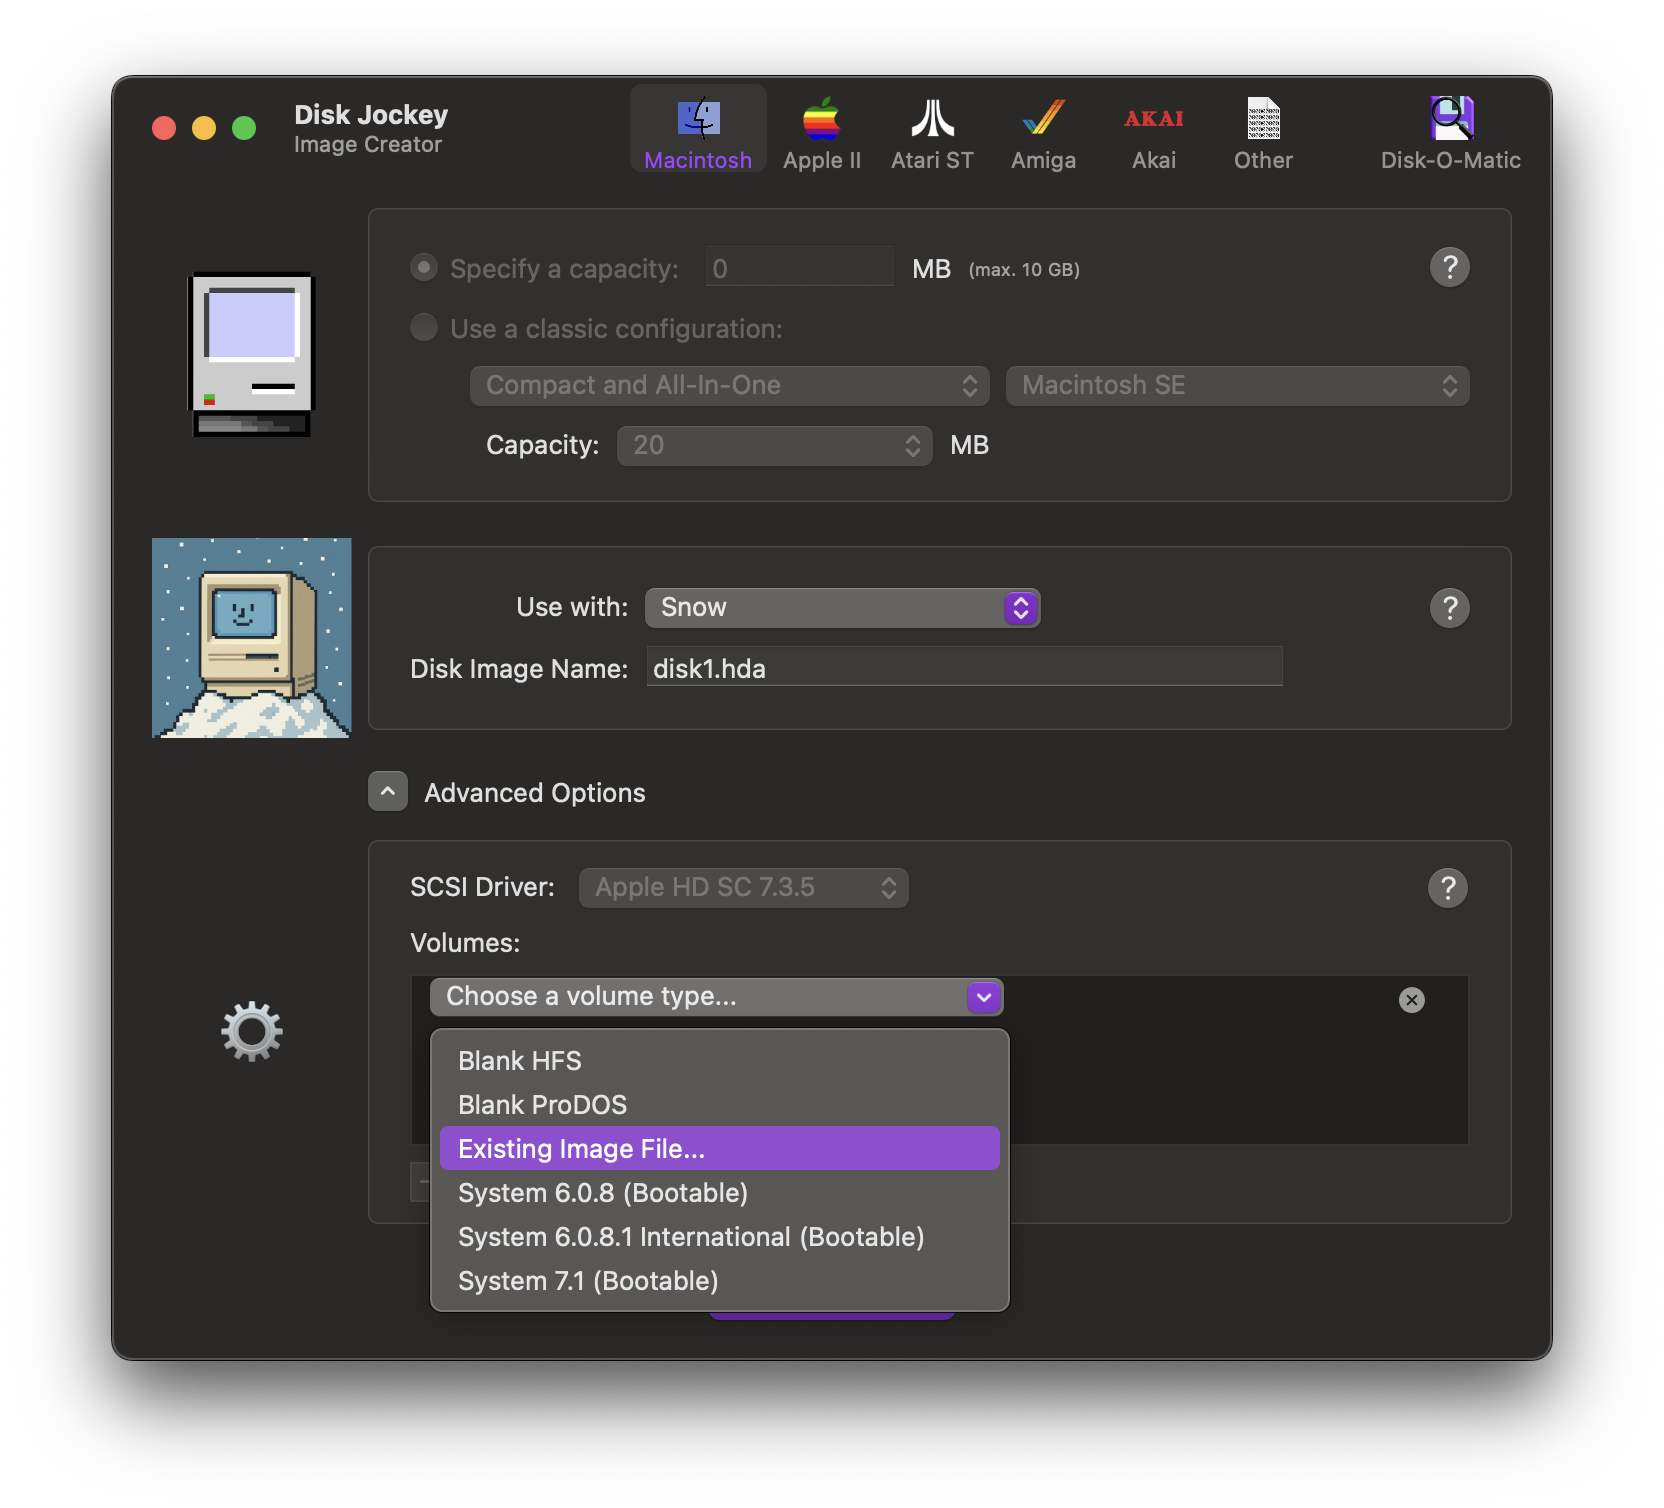 Disk Jockey
Image Creator
Macintosh
Apple II
Atari ST
Amiga
AKAI
Akai
Other
Disk-O-Matic
Specify a capacity: 0 MB (max. 10 GB)
?
Use a classic configuration:
Compact and All-In-One
Macintosh SE
Capacity: 20 MB
Use with: Snow
?
Disk Image Name: disk1.hda
Advanced Options
SCSI Driver: Apple HD SC 7.3.5
?
Volumes:
Choose a volume type...
Blank HFS
Blank ProDOS
Existing Image File...
System 6.0.8 (Bootable)
System 6.0.8.1 International (Bootable)
System 7.1 (Bootable)